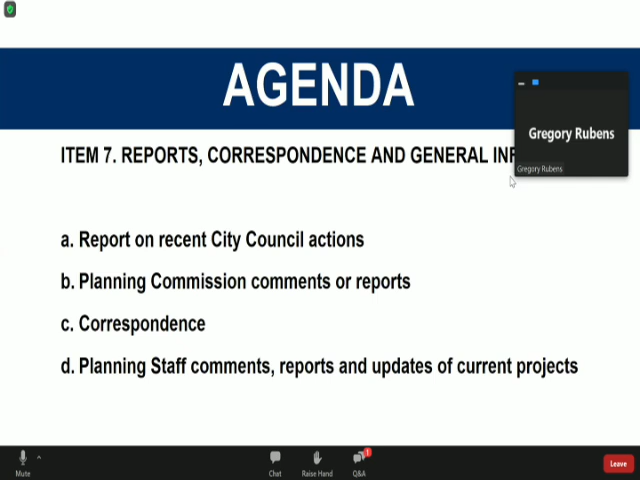 AGENDA
Gregory Rubens
Gregory Rubens
ITEM 7. REPORTS, CORRESPONDENCE AND GENERAL
a. Report on recent City Council actions
b. Planning Commission comments or reports
c. Correspondence
d. Planning Staff comments, reports and updates of current projects
1
Mute
Chat
Raise Hand
Q&A
Leave